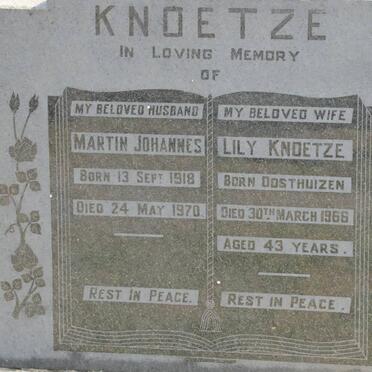 KNOETZE
IN LOVING MEMORY
OF
MY BELOVED HUSBAND
MARTIN JOHANNES
BORN 13 SEPT. 1918
DIED 24 MAY 1970.
REST IN PEACE.
MY BELOVED WIFE
LILY KNOETZE
BORN OOSTHUIZEN
DIED 30TH MARCH 1966
AGED 43 YEARS.
REST IN PEACE.